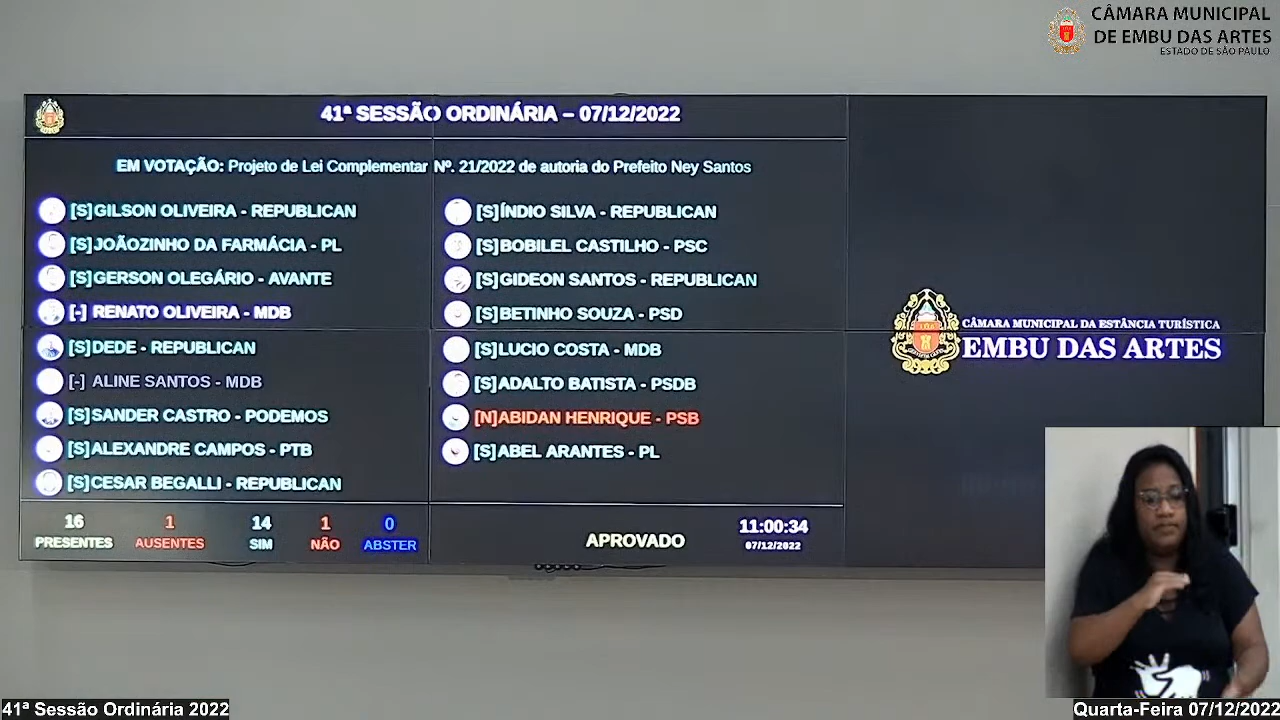 CÂMARA MUNICIPAL
DE EMBU DAS ARTES
ESTADO DE SÃO PAULO
41ª SESSÃO ORDINÁRIA – 07/12/2022
EM VOTAÇÃO: Projeto de Lei Complementar Nº. 21/2022 de autoria do Prefeito Ney Santos
[S]GILSON OLIVEIRA - REPUBLICAN
[S]JOÃOZINHO DA FARMÁCIA - PL
[S]GERSON OLEGÁRIO - AVANTE
[-] RENATO OLIVEIRA - MDB
[S]DEDE - REPUBLICAN
[-] ALINE SANTOS - MDB
[S]SANDER CASTRO - PODEMOS
[S]ALEXANDRE CAMPOS - PTB
[S]CESAR BEGALLI - REPUBLICAN
[S]ÍNDIO SILVA - REPUBLICAN
[S]BOBILEL CASTILHO - PSC
[S]GIDEON SANTOS - REPUBLICAN
[S]BETINHO SOUZA - PSD
[S]LUCIO COSTA - MDB
[S]ADALTO BATISTA - PSDB
[N]ABIDAN HENRIQUE - PSB
[S]ABEL ARANTES - PL
16 1 14 1 0
PRESENTES AUSENTES SIM NÃO ABSTER
APROVADO
11:00:34
07/12/2022
CÂMARA MUNICIPAL DA ESTÂNCIA TURÍSTICA
EMBU DAS ARTES
41ª Sessão Ordinária 2022
Quarta-Feira 07/12/2022